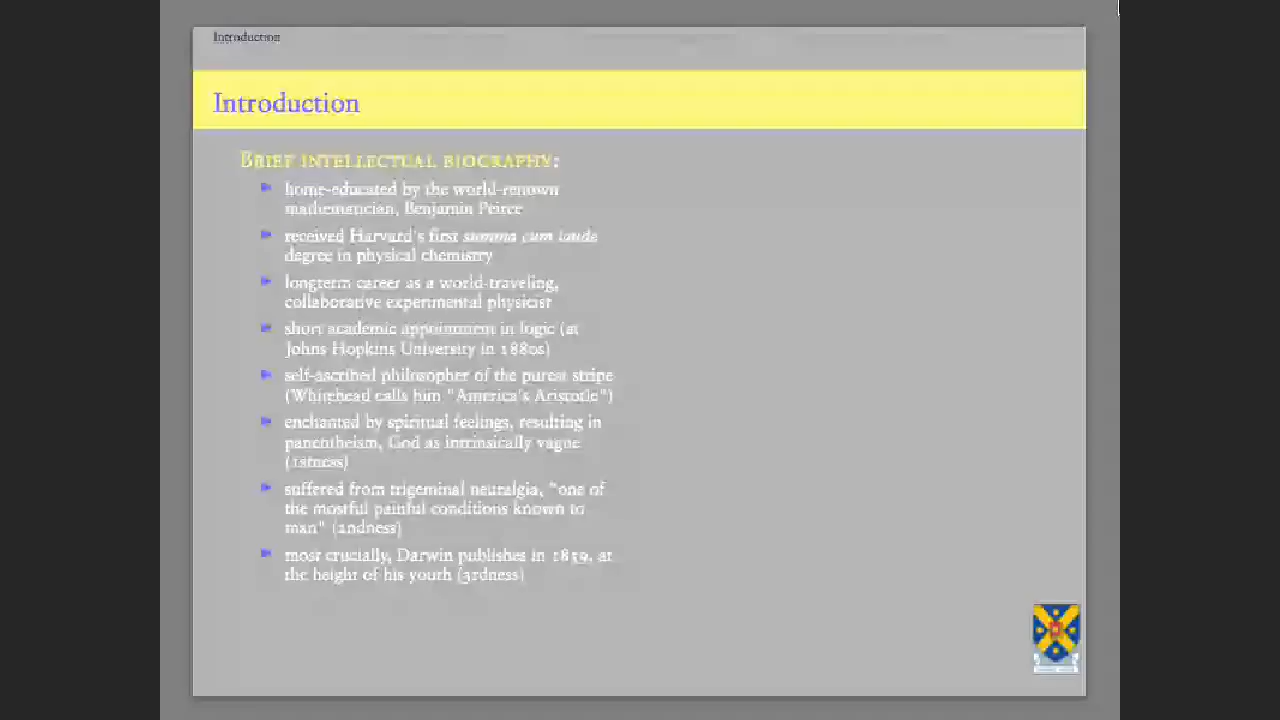 Introduction
Introduction
BRIEF INTELLECTUAL BIOGRAPHY:
home-educated by the world-renown
mathematician, Benjamin Peirce
received Harvard's first summa cum laude
degree in physical chemistry
longterm career as a world-traveling,
collaborative experimental physicist
short academic appointment in logic (at
Johns Hopkins University in 1880s)
self-ascribed philosopher of the purest stripe
(Whitehead calls him "America's Aristotle")
enchanted by spiritual feelings, resulting in
panentheism, God as intrinsically vague
(1stness)
suffered from trigeminal neuralgia, "one of
the mostful painful conditions known to
man" (2ndness)
most crucially, Darwin publishes in 1859, at
the height of his youth (3rdness)